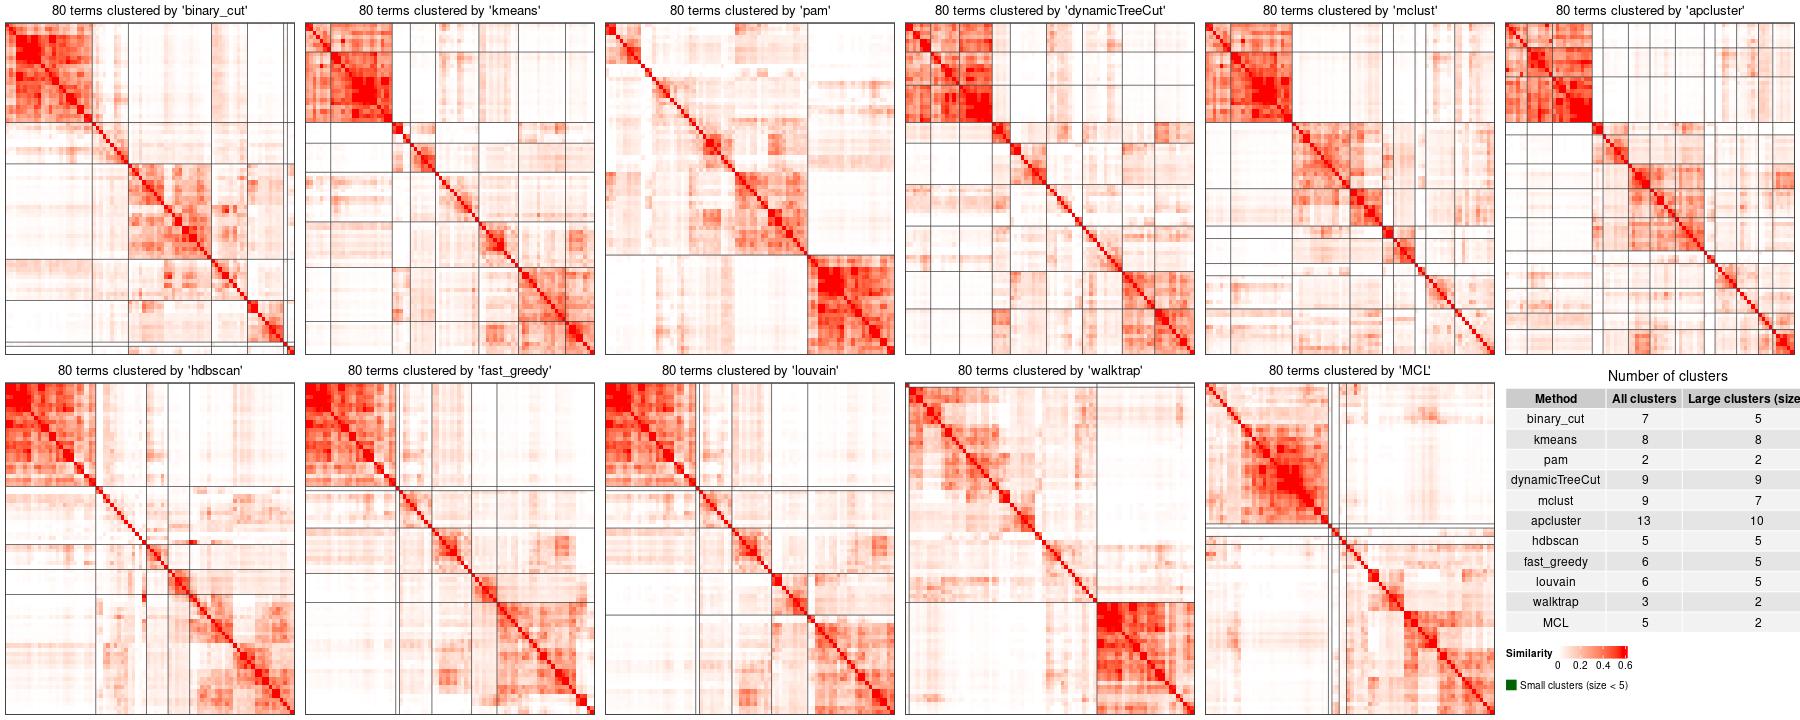 80 terms clustered by 'binary_cut'
80 terms clustered by 'kmeans'
80 terms clustered by 'pam'
80 terms clustered by 'dynamicTreeCut'
80 terms clustered by 'mclust'
80 terms clustered by 'apcluster'
80 terms clustered by 'hdbscan'
80 terms clustered by 'fast_greedy'
80 terms clustered by 'louvain'
80 terms clustered by 'walktrap'
80 terms clustered by 'MCL'
Number of clusters
Method All clusters Large clusters (size
binary_cut 7 5
kmeans 8 8
pam 2 2
dynamicTreeCut 9 9
mclust 9 7
apcluster 13 10
hdbscan 5 5
fast_greedy 6 5
louvain 6 5
walktrap 3 2
MCL 5 2
Similarity
0 0.2 0.4 0.6
Small clusters (size < 5)